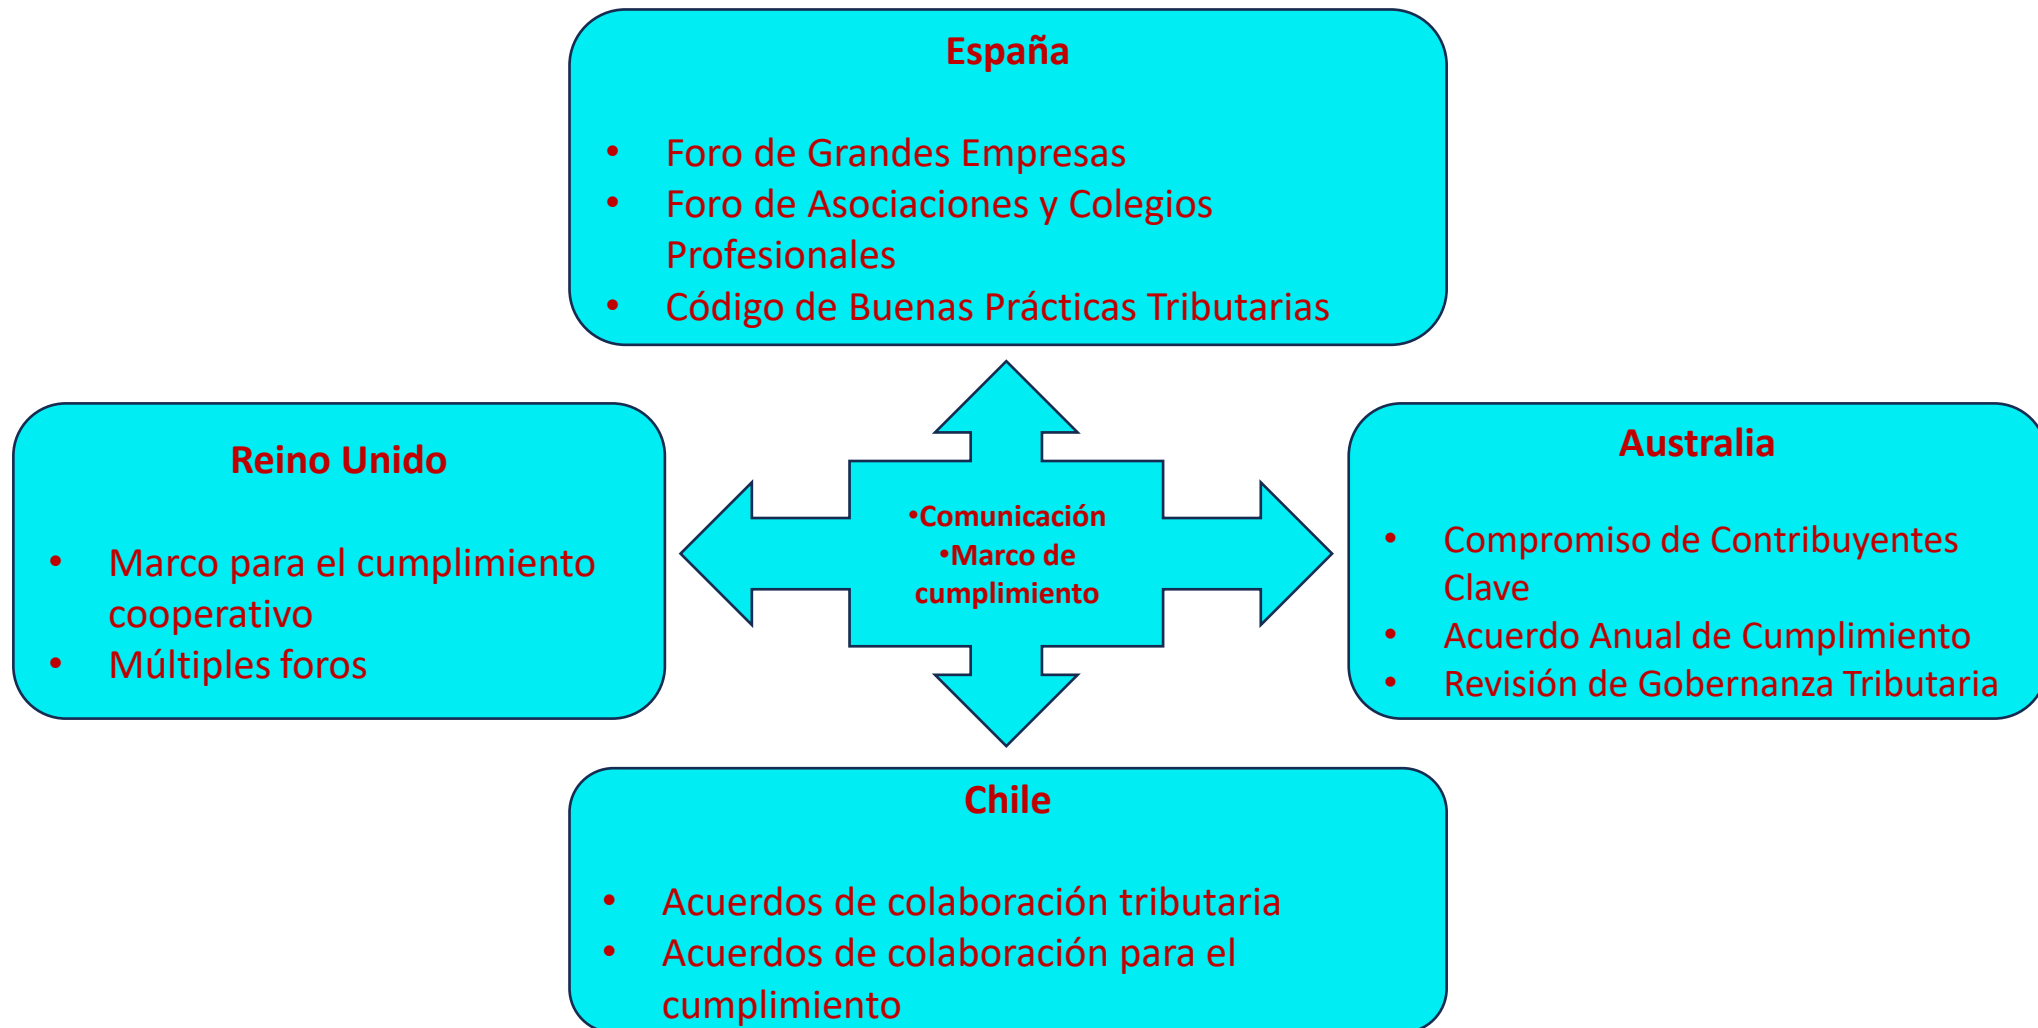 España
• Foro de Grandes Empresas
• Foro de Asociaciones y Colegios
Profesionales
• Código de Buenas Prácticas Tributarias
Reino Unido
• Marco para el cumplimiento
cooperativo
• Múltiples foros
•Comunicación
•Marco de
cumplimiento
Australia
• Compromiso de Contribuyentes
Clave
• Acuerdo Anual de Cumplimiento
• Revisión de Gobernanza Tributaria
Chile
• Acuerdos de colaboración tributaria
• Acuerdos de colaboración para el
cumplimiento